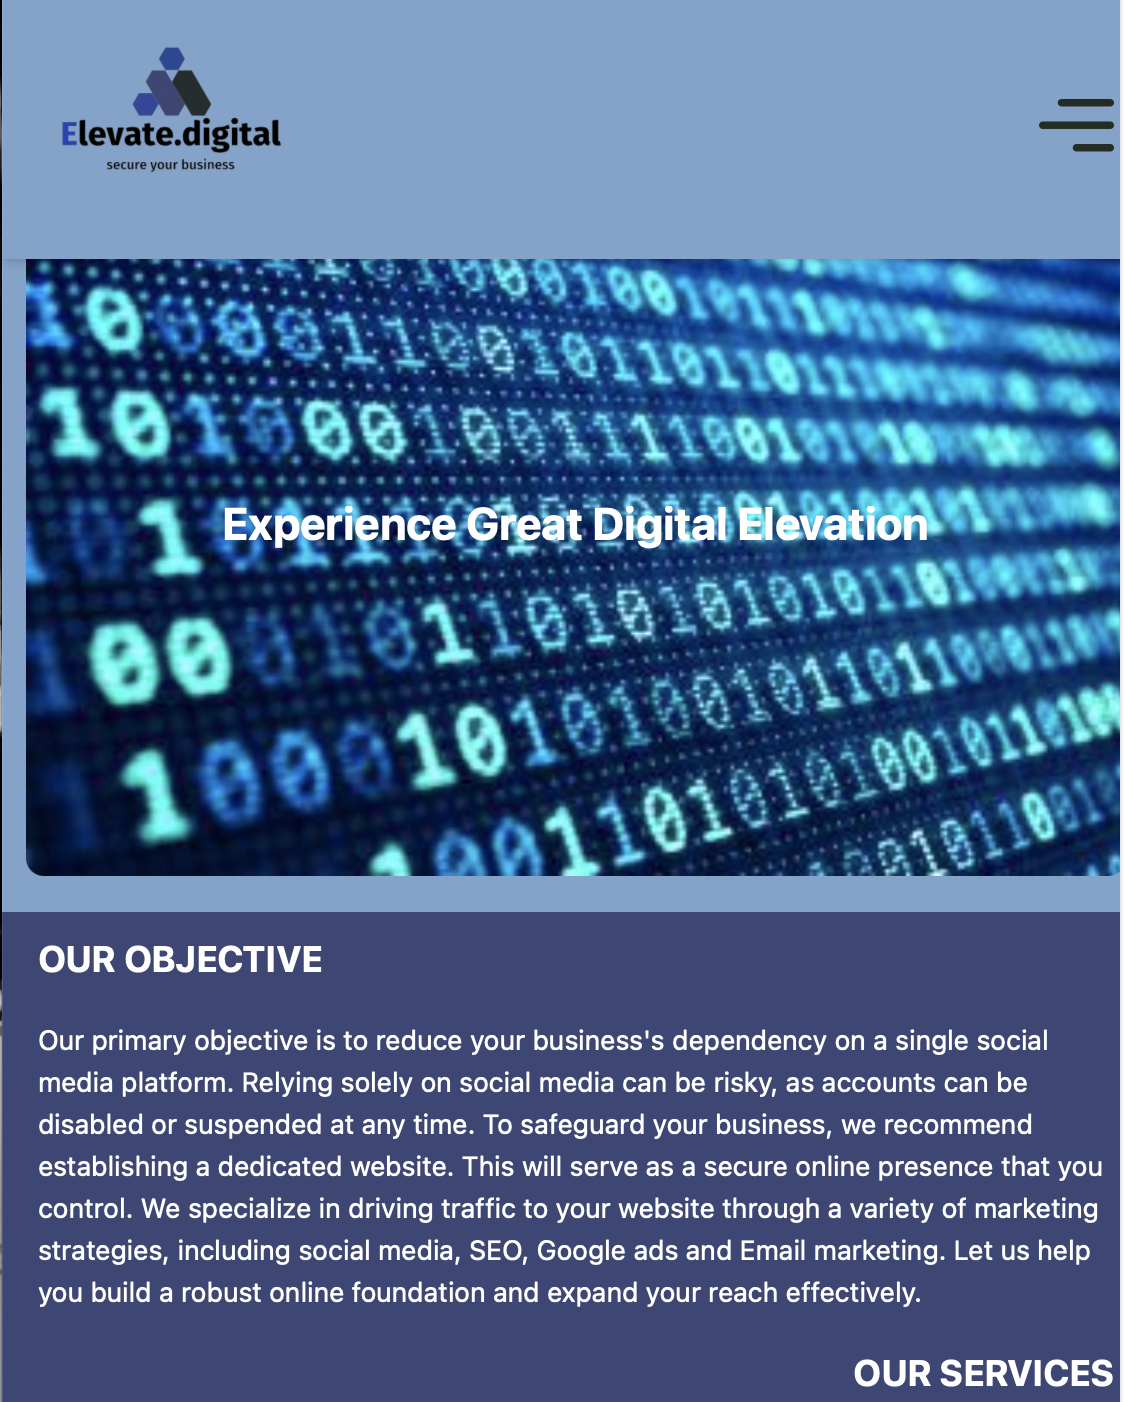 Elevate.digital
secure your business
Experience Great Digital Elevation
OUR OBJECTIVE
Our primary objective is to reduce your business's dependency on a single social
media platform. Relying solely on social media can be risky, as accounts can be
disabled or suspended at any time. To safeguard your business, we recommend
establishing a dedicated website. This will serve as a secure online presence that you
control. We specialize in driving traffic to your website through a variety of marketing
strategies, including social media, SEO, Google ads and Email marketing. Let us help
you build a robust online foundation and expand your reach effectively.
OUR SERVICES